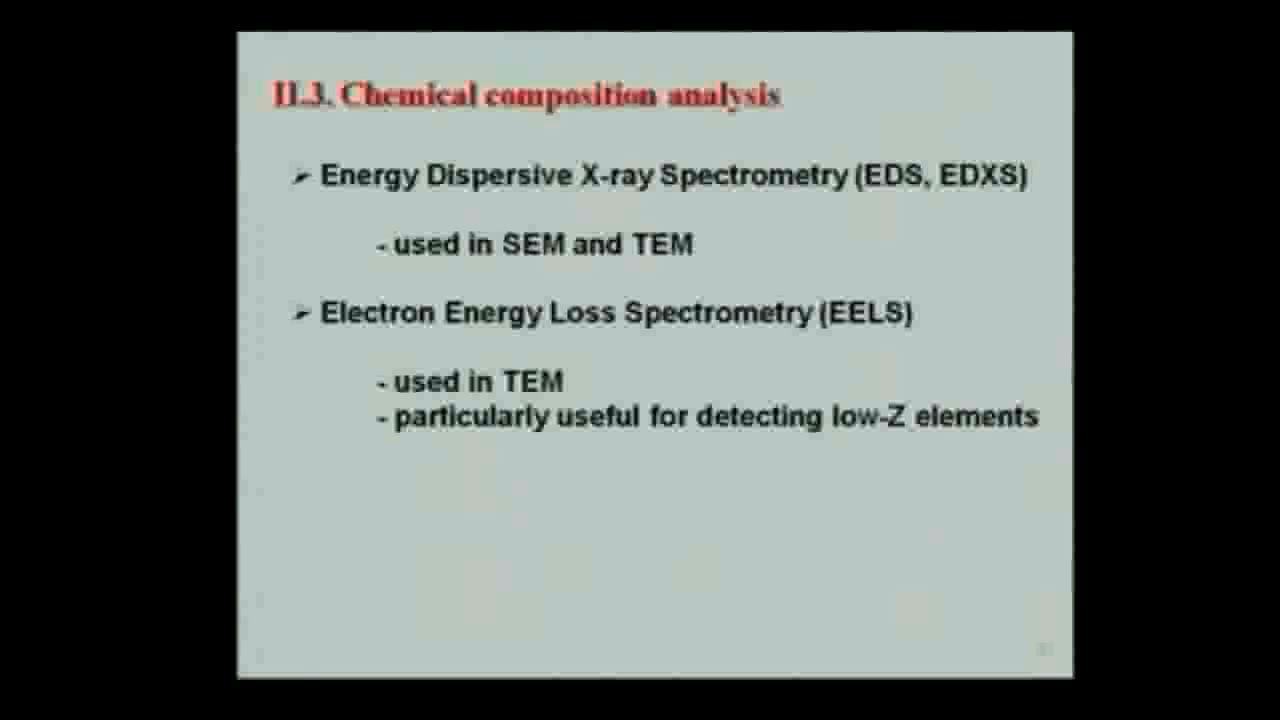 II.3. Chemical composition analysis
➢ Energy Dispersive X-ray Spectrometry (EDS, EDXS)
- used in SEM and TEM
➢ Electron Energy Loss Spectrometry (EELS)
- used in TEM
- particularly useful for detecting low-Z elements